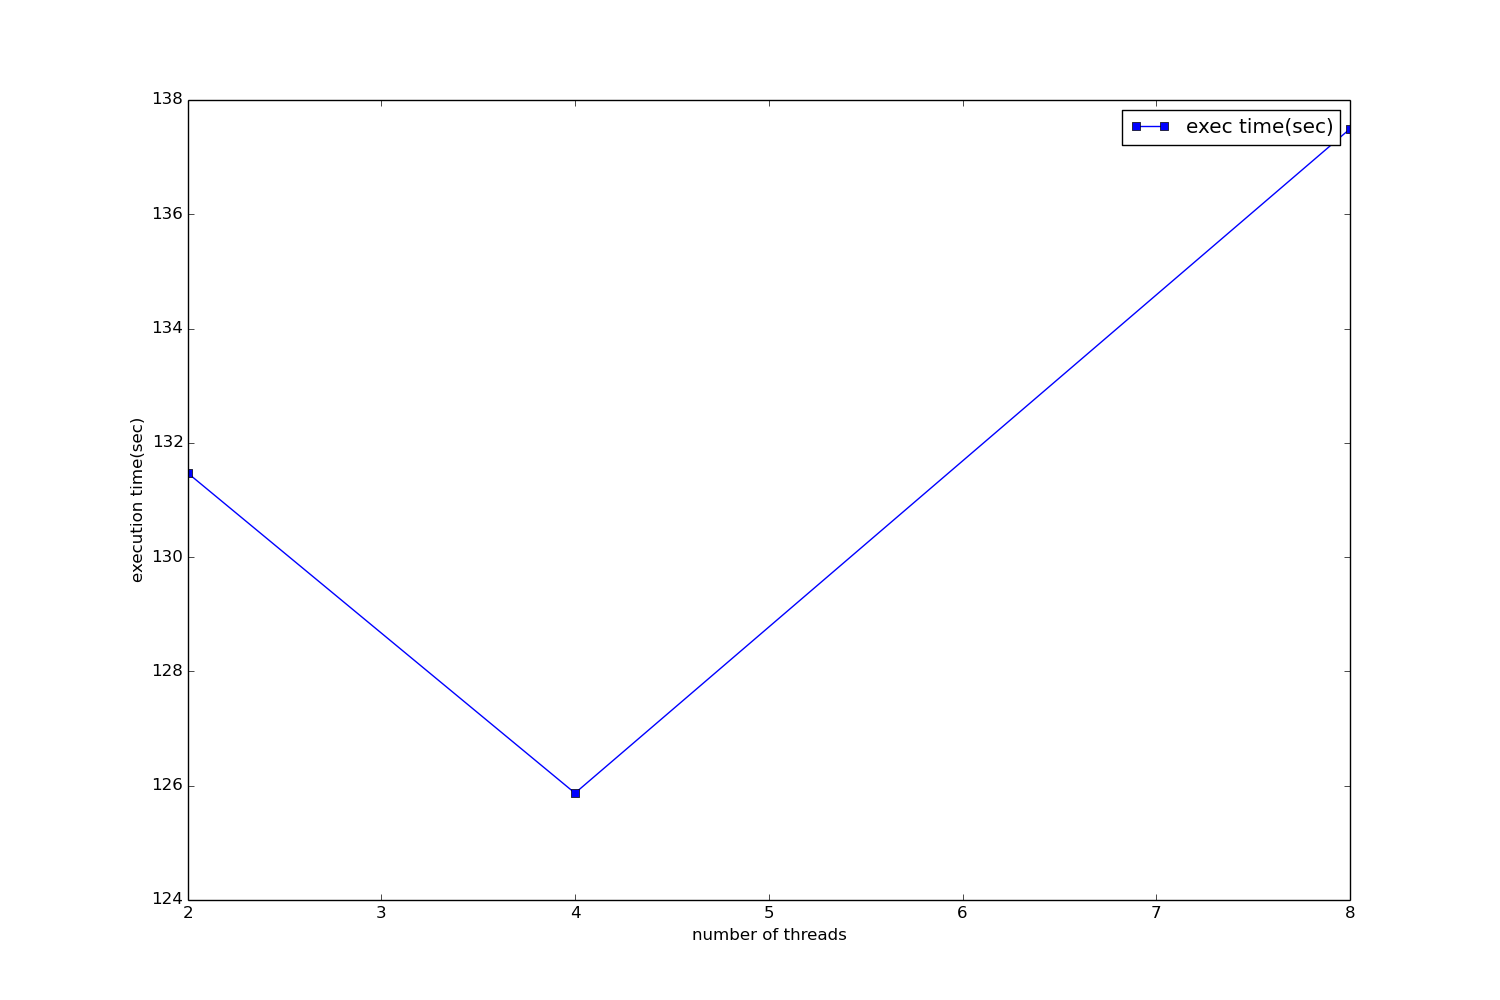 138
exec time(sec)
136
134
132
execution time(sec)
130
128
126
124
2 3 4 5 6 7 8
number of threads